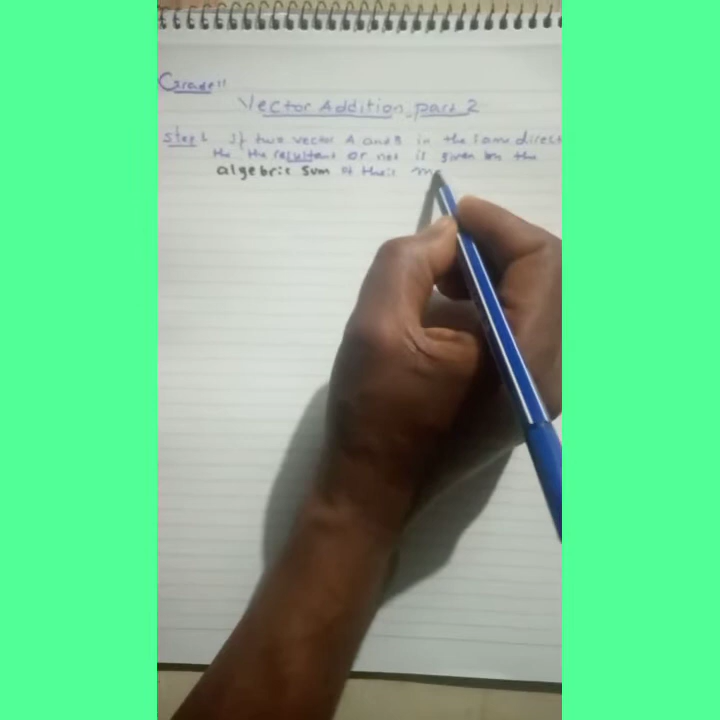 Grade 11
Vector Addition part 2
Step 1 If two vector A and B in the same direct
the the resultant or net is given by the
algebric sum of their m